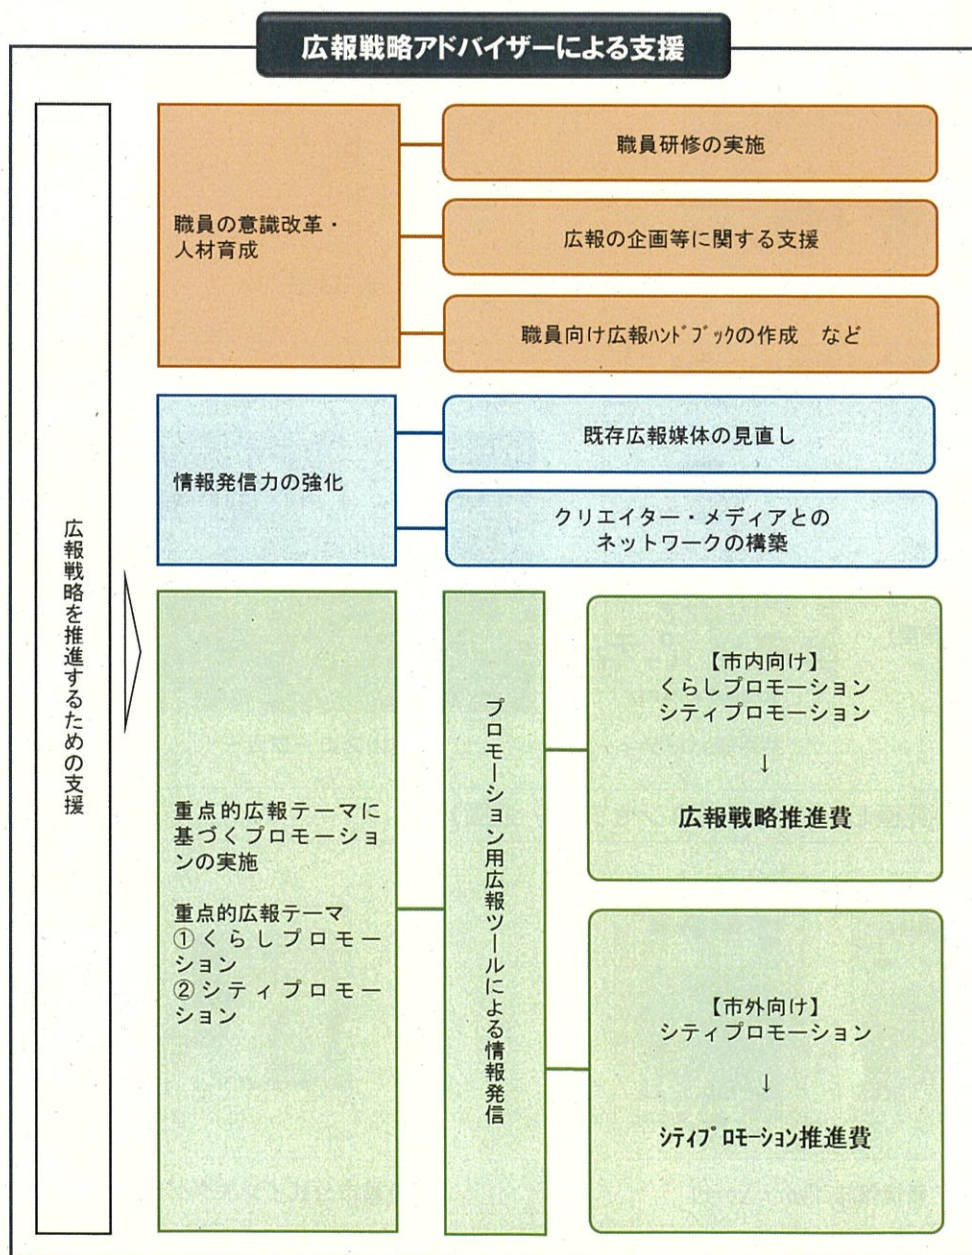 広報戦略アドバイザーによる支援
広報戦略を推進するための支援
職員の意識改革・
人材育成
職員研修の実施
広報の企画等に関する支援
職員向け広報ﾊﾝﾄﾞﾌﾞｯｸの作成　など
情報発信力の強化
既存広報媒体の見直し
クリエイター・メディアとの
ネットワークの構築
重点的広報テーマに
基づくプロモーショ
ンの実施
重点的広報テーマ
①くらしプロモー
ション
②シティプロモー
ション
プロモーション用広報ツールによる情報発信
【市内向け】
くらしプロモーション
シティプロモーション
↓
広報戦略推進費
【市外向け】
シティプロモーション
↓
ｼﾃｨﾌﾟﾛﾓｰｼｮﾝ推進費